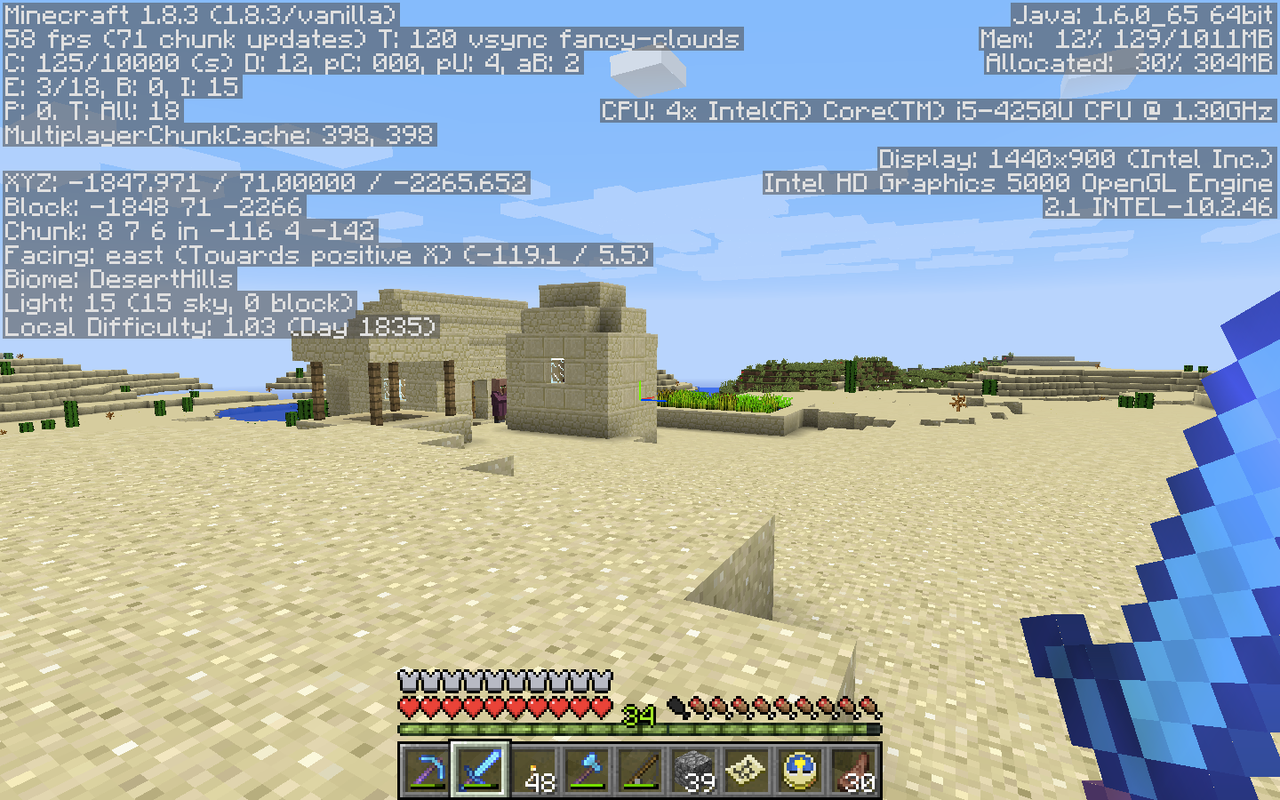 Minecraft 1.8.3 (1.8.3/vanilla)
58 fps (71 chunk updates) T: 120 vsync fancy-clouds
C: 125/10000 (s) D: 12, pC: 000, pU: 4, aB: 2
E: 3/18, B: 0, I: 15
P: 0. T: All: 18
MultiplayerChunkCache: 398, 398
XYZ: -1847.971 / 71.00000 / -2265.652
Block: -1848 71 -2266
Chunk: 8 7 6 in -116 4 -142
Facing: east (Towards positive X) (-119.1 / 5.5)
Biome: DesertHills
Light: 15 (15 sky, 0 block)
Local Difficulty: 1.03 (Day 1835)
Java: 1.6.0_65 64bit
Mem: 12% 129/1011MB
Allocated: 30% 304MB
CPU: 4x Intel(R) Core(TM) i5-4250U CPU @ 1.30GHz
Display: 1440x900 (Intel Inc.)
Intel HD Graphics 5000 OpenGL Engine
2.1 INTEL-10.2.46
34
48
39
30